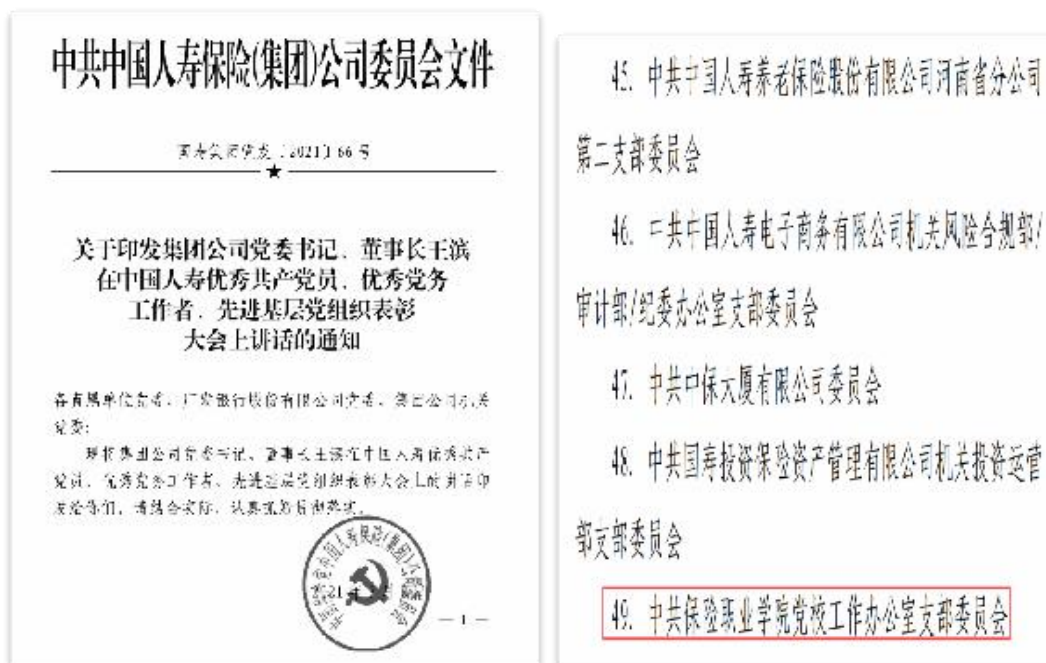 中共中国人寿保险(集团)公司委员会文件
国寿集团党发〔2021〕66号
关于印发集团公司党委书记、董事长王滨
在中国人寿优秀共产党员、优秀党务
工作者、先进基层党组织表彰
大会上讲话的通知
各直属单位党委，广发银行股份有限公司党委，集团公司机关
党委：
现将集团公司党委书记、董事长王滨在中国人寿优秀共产
党员、优秀党务工作者、先进基层党组织表彰大会上的讲话印
发给你们，请结合实际，认真抓好贯彻落实。
— 1 —
45. 中共中国人寿养老保险股份有限公司河南省分公司
第二支部委员会
46. 中共中国人寿电子商务有限公司机关风险合规部/
审计部/纪委办公室支部委员会
47. 中共中保大厦有限公司委员会
48. 中共国寿投资保险资产管理有限公司机关投资运营
部支部委员会
49. 中共保险职业学院党校工作办公室支部委员会